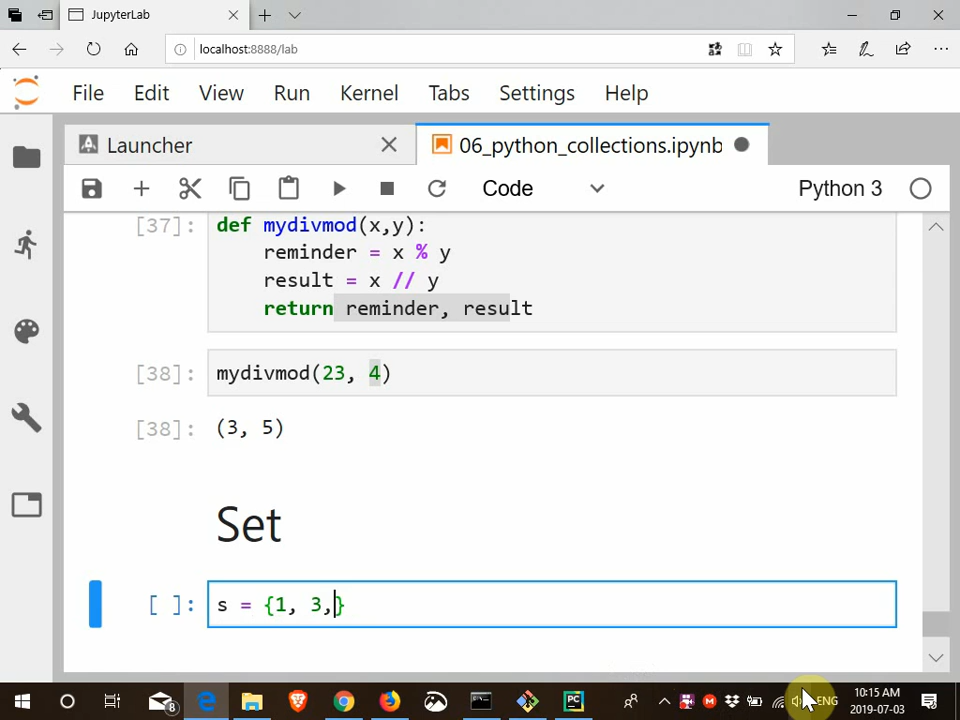 JupyterLab
localhost:8888/lab
File Edit View Run Kernel Tabs Settings Help
Launcher 06_python_collections.ipynb
Code Python 3
[37]: def mydivmod(x,y):
reminder = x % y
result = x // y
return reminder, result
[38]: mydivmod(23, 4)
[38]: (3, 5)
Set
[ ]: s = {1, 3,}
8 PC ENG 10:15 AM
2019-07-03